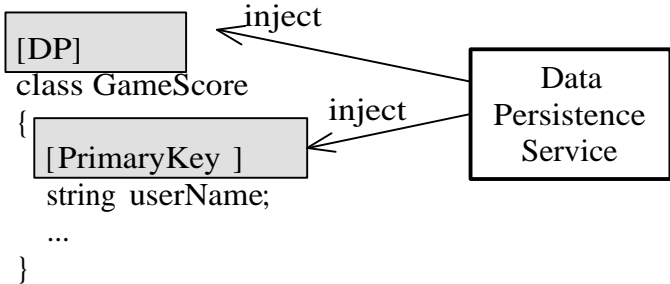 inject
[DP]
class GameScore
{
inject
[PrimaryKey ]
string userName;
...
}
Data
Persistence
Service